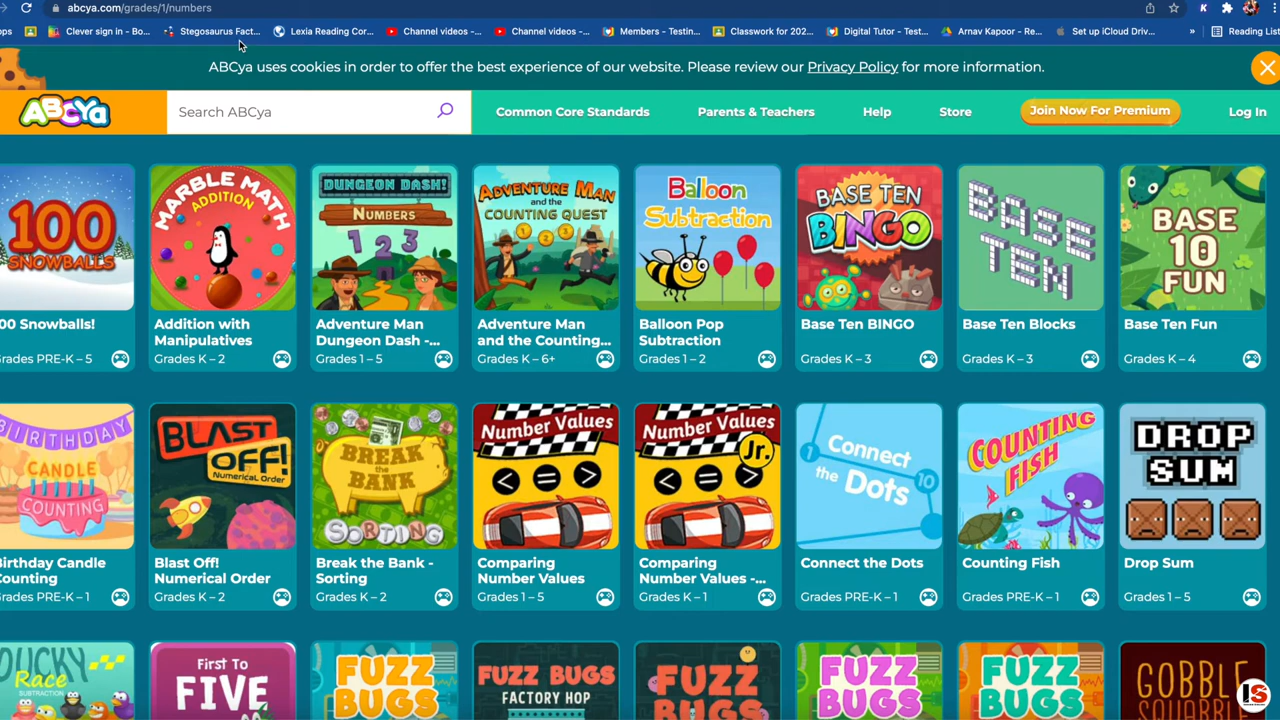 abcya.com/grades/1/numbers
Clever sign in - Bo...
Stegosaurus Fact...
Lexia Reading Cor...
Channel videos -...
Channel videos -...
Members - Testin...
Classwork for 202...
Digital Tutor - Test...
Arnav Kapoor - Re...
Set up iCloud Driv...
»
Reading List
ABCya uses cookies in order to offer the best experience of our website. Please review our Privacy Policy for more information.
ABCYa
Search ABCya
Common Core Standards
Parents & Teachers
Help
Store
Join Now For Premium
Log In
100
SNOWBALLS
MARBLE MATH
ADDITION
DUNGEON DASH!
NUMBERS
1 2 3
ADVENTURE MAN
and the
COUNTING QUEST
1 2 3
Balloon
Subtraction
BASE TEN
BINGO
BASE
TEN
BASE
10
FUN
00 Snowballs!
Addition with
Manipulatives
Adventure Man
Dungeon Dash -...
Adventure Man
and the Counting...
Balloon Pop
Subtraction
Base Ten BINGO
Base Ten Blocks
Base Ten Fun
Grades PRE-K – 5
Grades K – 2
Grades 1 – 5
Grades K – 6+
Grades 1 – 2
Grades K – 3
Grades K – 3
Grades K – 4
BIRTHDAY
CANDLE
COUNTING
BLAST
OFF!
Numerical Order
BREAK
the
BANK
SORTING
Number Values
< = >
Number Values
Jr.
< = >
1
Connect
the Dots
10
COUNTING
FISH
DROP
SUM
Birthday Candle
Counting
Blast Off!
Numerical Order
Break the Bank -
Sorting
Comparing
Number Values
Comparing
Number Values -...
Connect the Dots
Counting Fish
Drop Sum
Grades PRE-K – 1
Grades K – 2
Grades K – 2
Grades 1 – 5
Grades K – 1
Grades PRE-K – 1
Grades PRE-K – 1
Grades 1 – 5
DUCKY
Race
SUBTRACTION
First To
FIVE
FUZZ
BUGS
FUZZ BUGS
FACTORY HOP
FUZZ
BUGS
FUZZ
BUGS
FUZZ
BUGS
GOBBLE
LS